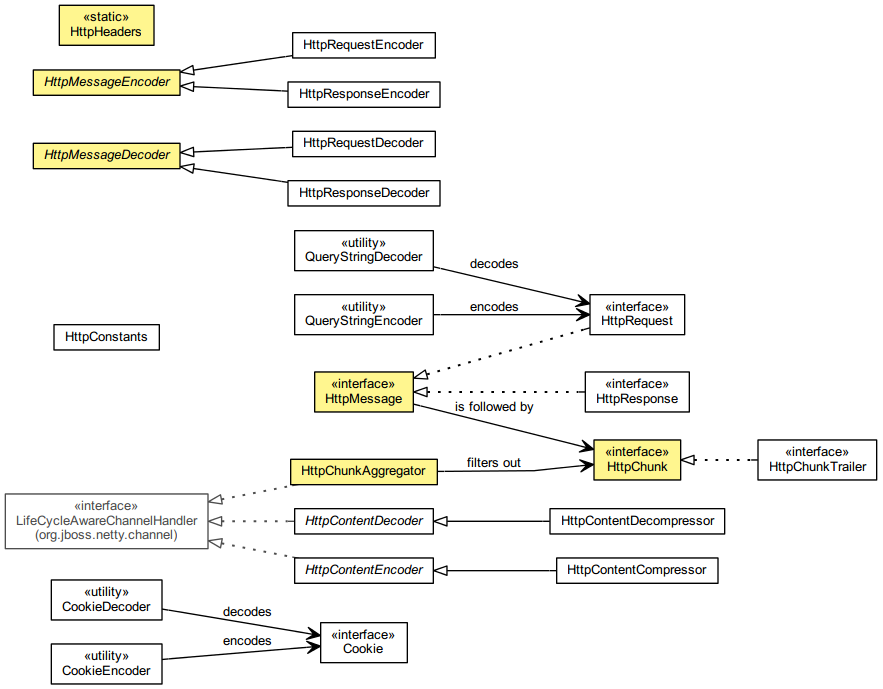 «static»
HttpHeaders
HttpRequestEncoder
HttpMessageEncoder
HttpResponseEncoder
HttpRequestDecoder
HttpMessageDecoder
HttpResponseDecoder
«utility»
QueryStringDecoder
decodes
«utility»
QueryStringEncoder
encodes
«interface»
HttpRequest
HttpConstants
«interface»
HttpMessage
«interface»
HttpResponse
is followed by
«interface»
HttpChunk
«interface»
HttpChunkTrailer
HttpChunkAggregator
filters out
«interface»
LifeCycleAwareChannelHandler
(org.jboss.netty.channel)
HttpContentDecoder
HttpContentDecompressor
HttpContentEncoder
HttpContentCompressor
«utility»
CookieDecoder
decodes
«interface»
Cookie
encodes
«utility»
CookieEncoder